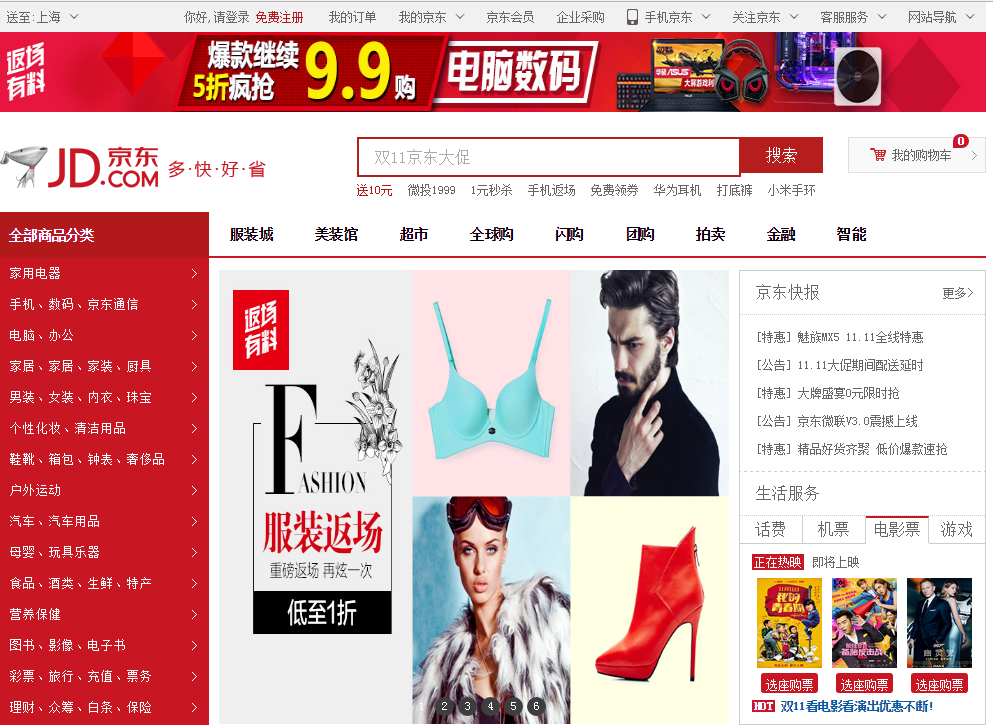 送至:上海 你好, 请登录 免费注册 我的订单 我的京东 京东会员 企业采购 手机京东 关注京东 客服服务 网站导航
返场
有料
爆款继续
5折疯抢
9.9购
电脑数码
JD.COM 京东
多·快·好·省
双11京东大促 搜索
我的购物车 0
送10元 微投1999 1元秒杀 手机返场 免费领券 华为耳机 打底裤 小米手环
全部商品分类 服装城 美妆馆 超市 全球购 闪购 团购 拍卖 金融 智能
家用电器
手机、数码、京东通信
电脑、办公
家居、家居、家装、厨具
男装、女装、内衣、珠宝
个性化妆、清洁用品
鞋靴、箱包、钟表、奢侈品
户外运动
汽车、汽车用品
母婴、玩具乐器
食品、酒类、生鲜、特产
营养保健
图书、影像、电子书
彩票、旅行、充值、票务
理财、众筹、白条、保险
返场
有料
FASHION
服装返场
重磅返场 再炫一次
低至1折
1 2 3 4 5 6
京东快报 更多>
[特惠] 魅族MX5 11.11全线特惠
[公告] 11.11大促期间配送延时
[特惠] 大牌盛宴0元限时抢
[公告] 京东微联V3.0震撼上线
[特惠] 精品好货齐聚 低价爆款速抢
生活服务
话费 机票 电影票 游戏
正在热映 即将上映
我的青春期
007
幽灵党
选座购票 选座购票 选座购票
HOT 双11看电影看演出优惠不断!